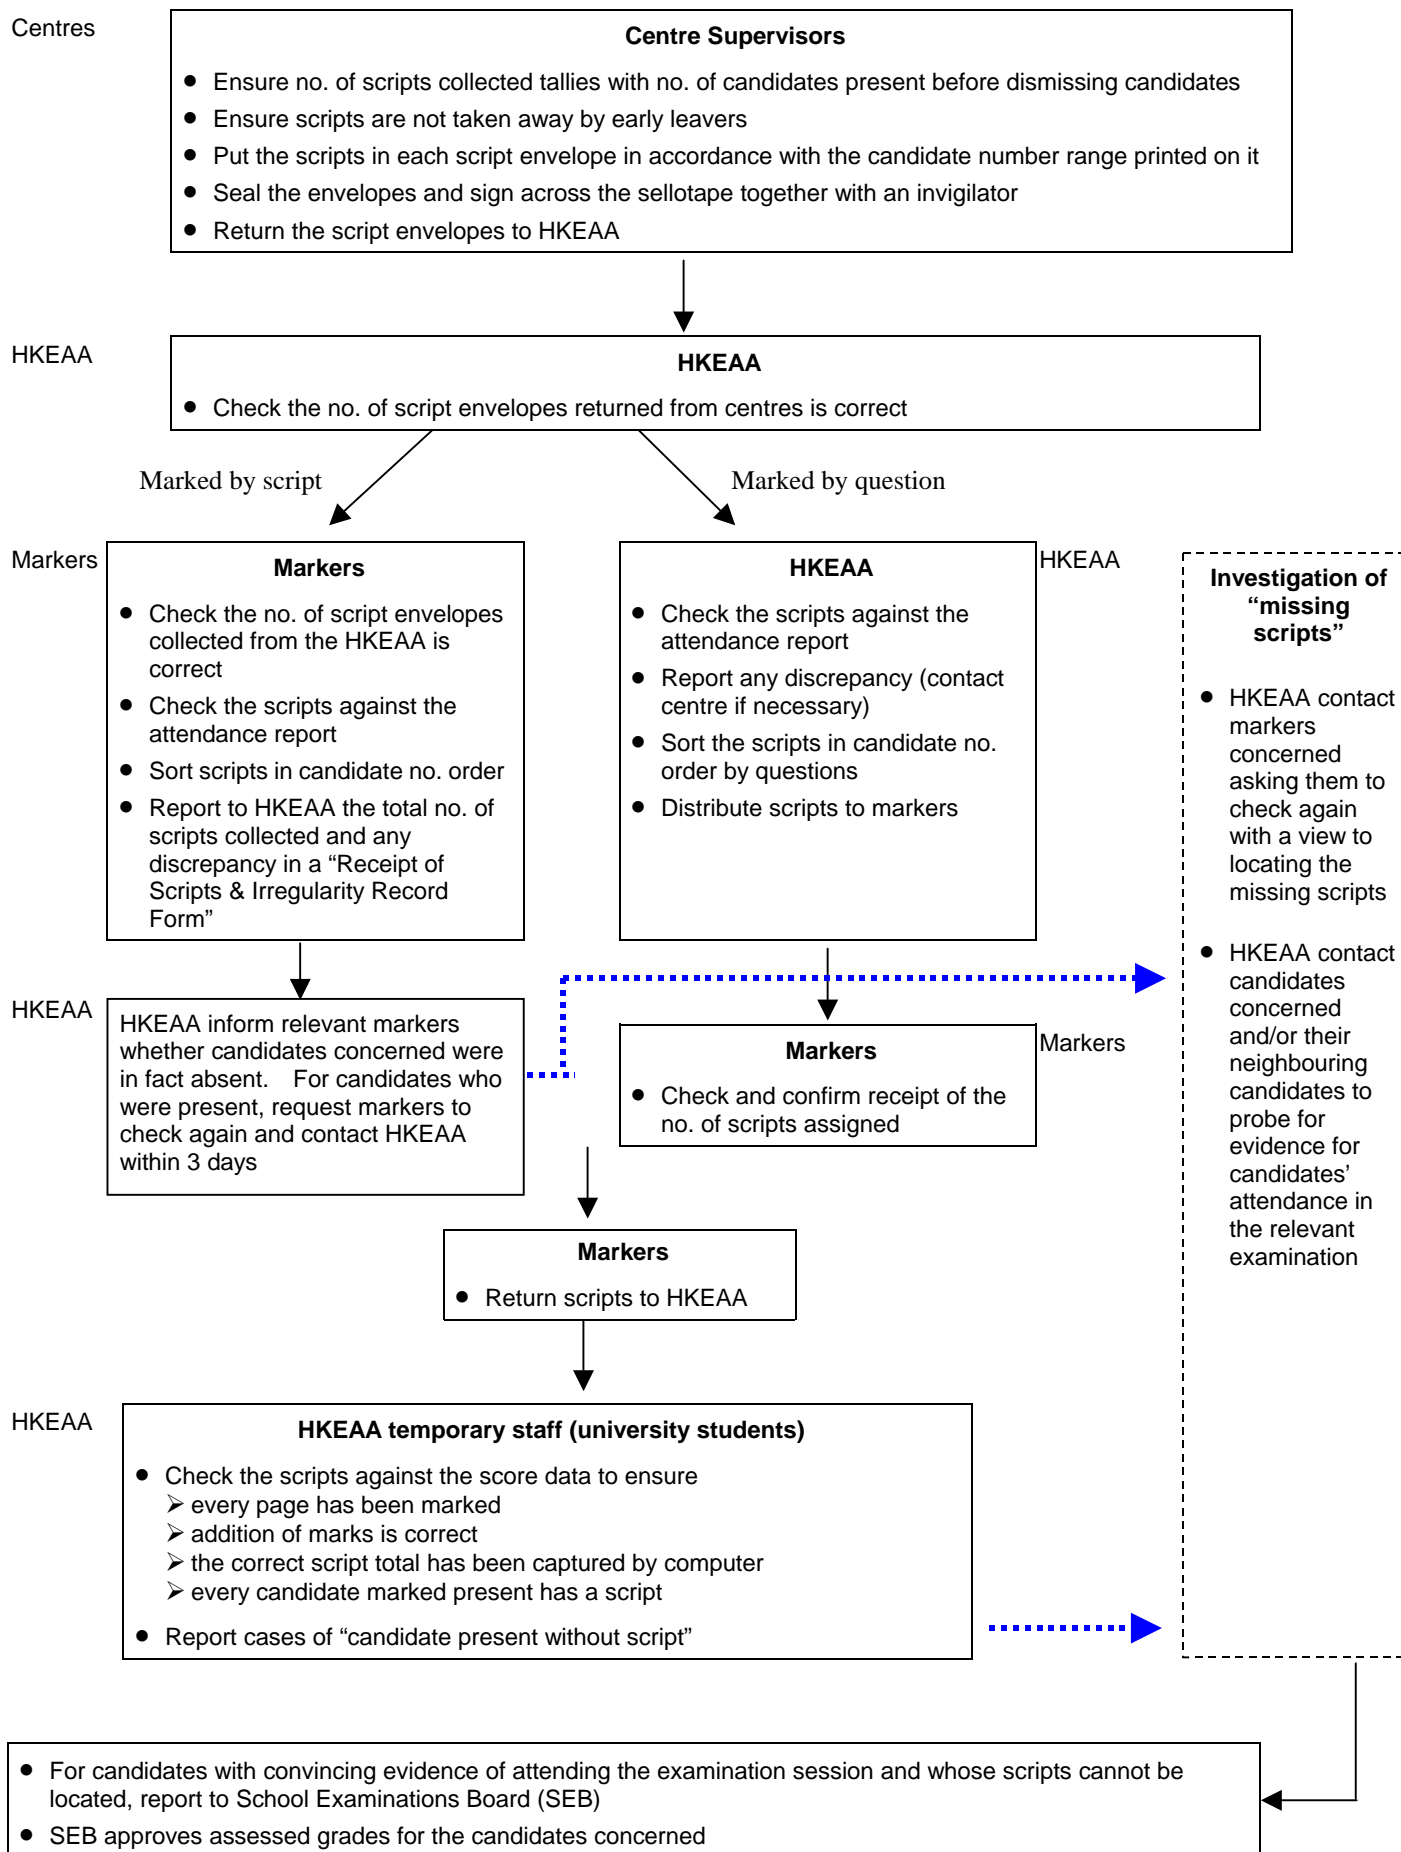 Centres
Centre Supervisors
● Ensure no. of scripts collected tallies with no. of candidates present before dismissing candidates
● Ensure scripts are not taken away by early leavers
● Put the scripts in each script envelope in accordance with the candidate number range printed on it
● Seal the envelopes and sign across the sellotape together with an invigilator
● Return the script envelopes to HKEAA
HKEAA
HKEAA
● Check the no. of script envelopes returned from centres is correct
Marked by script
Marked by question
Markers
Markers
● Check the no. of script envelopes
collected from the HKEAA is
correct
● Check the scripts against the
attendance report
● Sort scripts in candidate no. order
● Report to HKEAA the total no. of
scripts collected and any
discrepancy in a “Receipt of
Scripts & Irregularity Record
Form”
HKEAA
HKEAA
● Check the scripts against the
attendance report
● Report any discrepancy (contact
centre if necessary)
● Sort the scripts in candidate no.
order by questions
● Distribute scripts to markers
Investigation of
“missing
scripts”
● HKEAA contact
markers
concerned
asking them to
check again
with a view to
locating the
missing scripts
● HKEAA contact
candidates
concerned
and/or their
neighbouring
candidates to
probe for
evidence for
candidates’
attendance in
the relevant
examination
HKEAA
HKEAA inform relevant markers
whether candidates concerned were
in fact absent. For candidates who
were present, request markers to
check again and contact HKEAA
within 3 days
Markers
Markers
● Check and confirm receipt of the
no. of scripts assigned
Markers
● Return scripts to HKEAA
HKEAA
HKEAA temporary staff (university students)
● Check the scripts against the score data to ensure
➢ every page has been marked
➢ addition of marks is correct
➢ the correct script total has been captured by computer
➢ every candidate marked present has a script
● Report cases of “candidate present without script”
● For candidates with convincing evidence of attending the examination session and whose scripts cannot be
located, report to School Examinations Board (SEB)
● SEB approves assessed grades for the candidates concerned